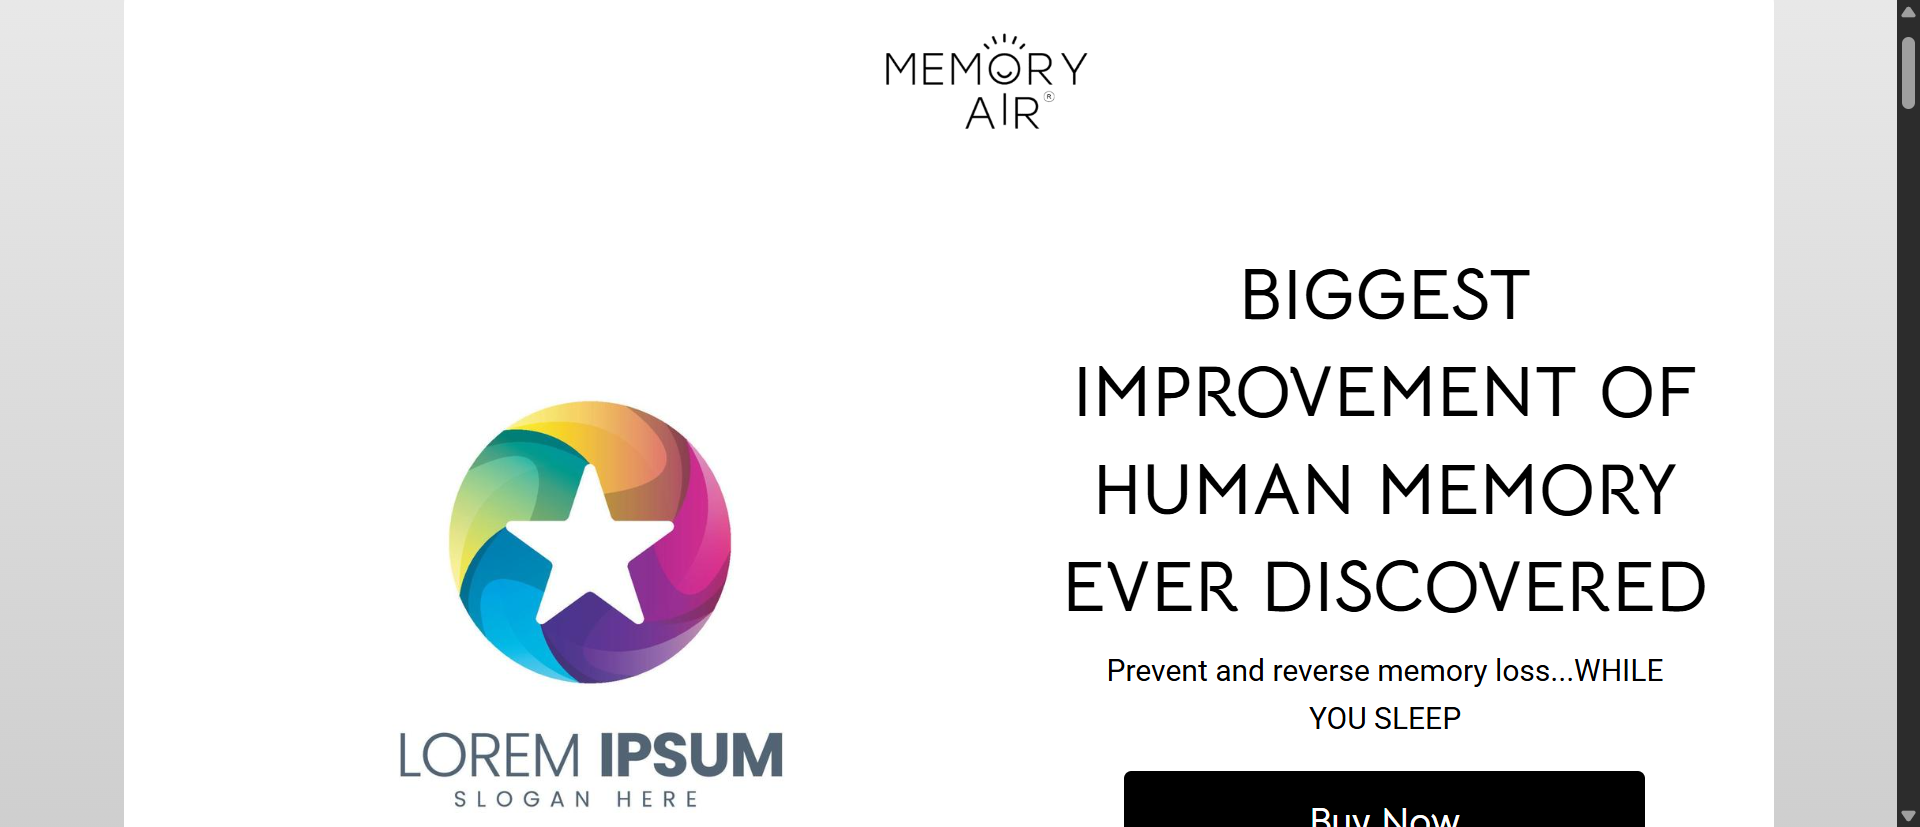 MEMORY
AIR®
BIGGEST
IMPROVEMENT OF
HUMAN MEMORY
EVER DISCOVERED
Prevent and reverse memory loss...WHILE
YOU SLEEP
Buy Now
LOREM IPSUM
SLOGAN HERE